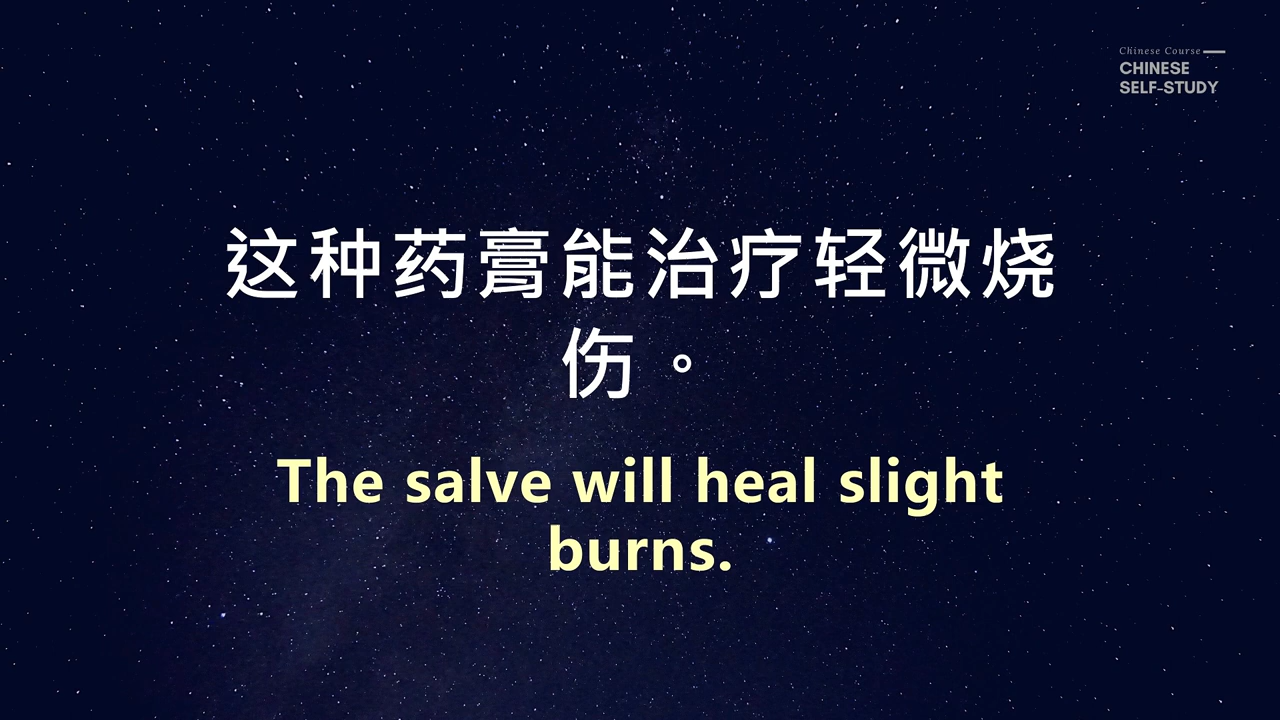 Chinese Course
CHINESE
SELF-STUDY
这种药膏能治疗轻微烧
伤。
The salve will heal slight
burns.